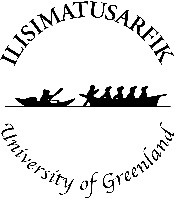 ILISIMATUSARFIK
University of Greenland